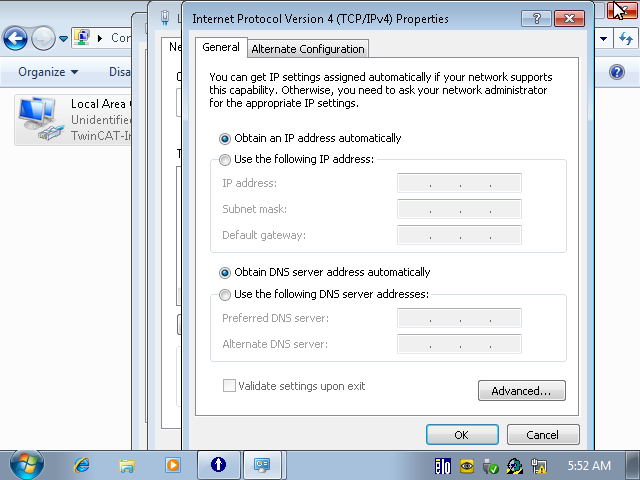 Internet Protocol Version 4 (TCP/IPv4) Properties
General
Alternate Configuration
Organize
Local Area
Unidentified
You can get IP settings assigned automatically if your network supports
this capability. Otherwise, you need to ask your network administrator
for the appropriate IP settings.
Obtain an IP address automatically
Use the following IP address:
IP address:
Subnet mask:
Default gateway:
Obtain DNS server address automatically
Use the following DNS server addresses:
Preferred DNS server:
Alternate DNS server:
Validate settings upon exit
Advanced...
OK
Cancel
5:52 AM